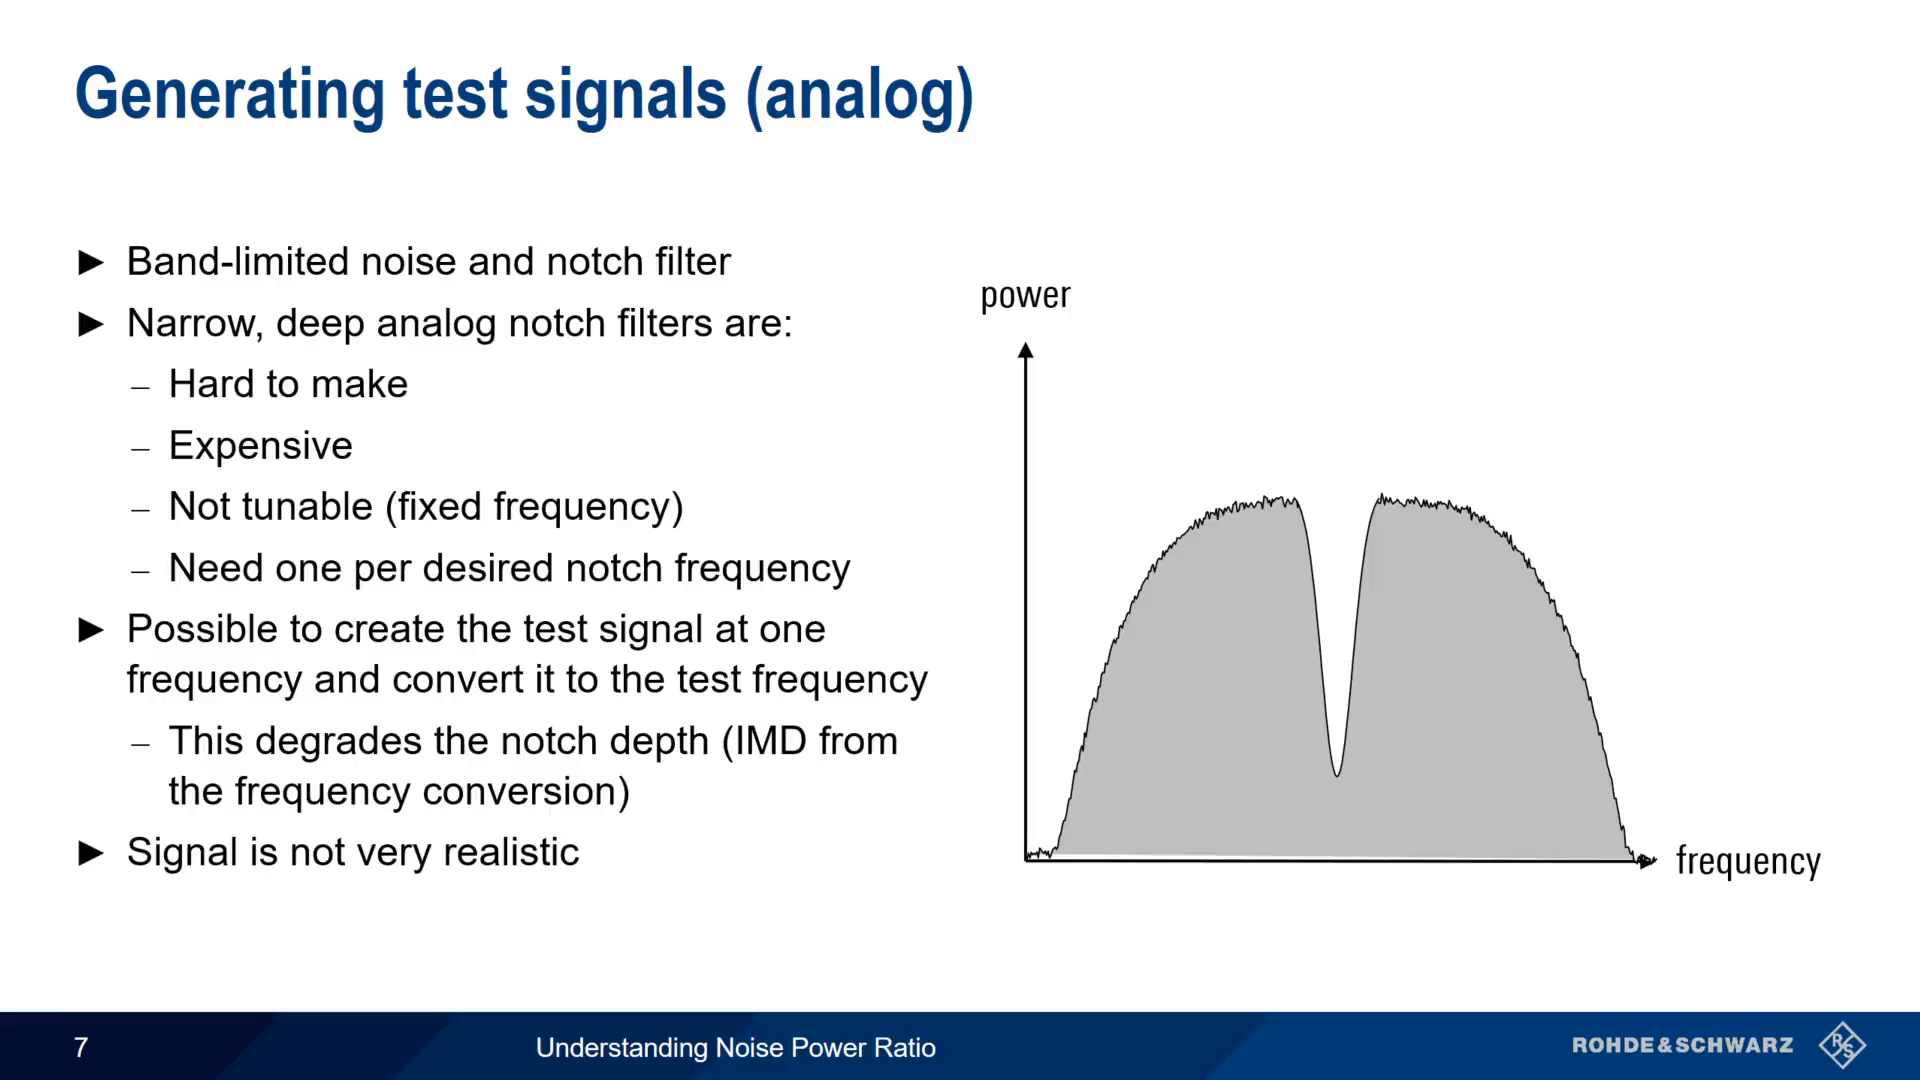 Generating test signals (analog)
► Band-limited noise and notch filter
► Narrow, deep analog notch filters are:
– Hard to make
– Expensive
– Not tunable (fixed frequency)
– Need one per desired notch frequency
► Possible to create the test signal at one
frequency and convert it to the test frequency
– This degrades the notch depth (IMD from
the frequency conversion)
► Signal is not very realistic
power
frequency
7
Understanding Noise Power Ratio
ROHDE&SCHWARZ
R&S